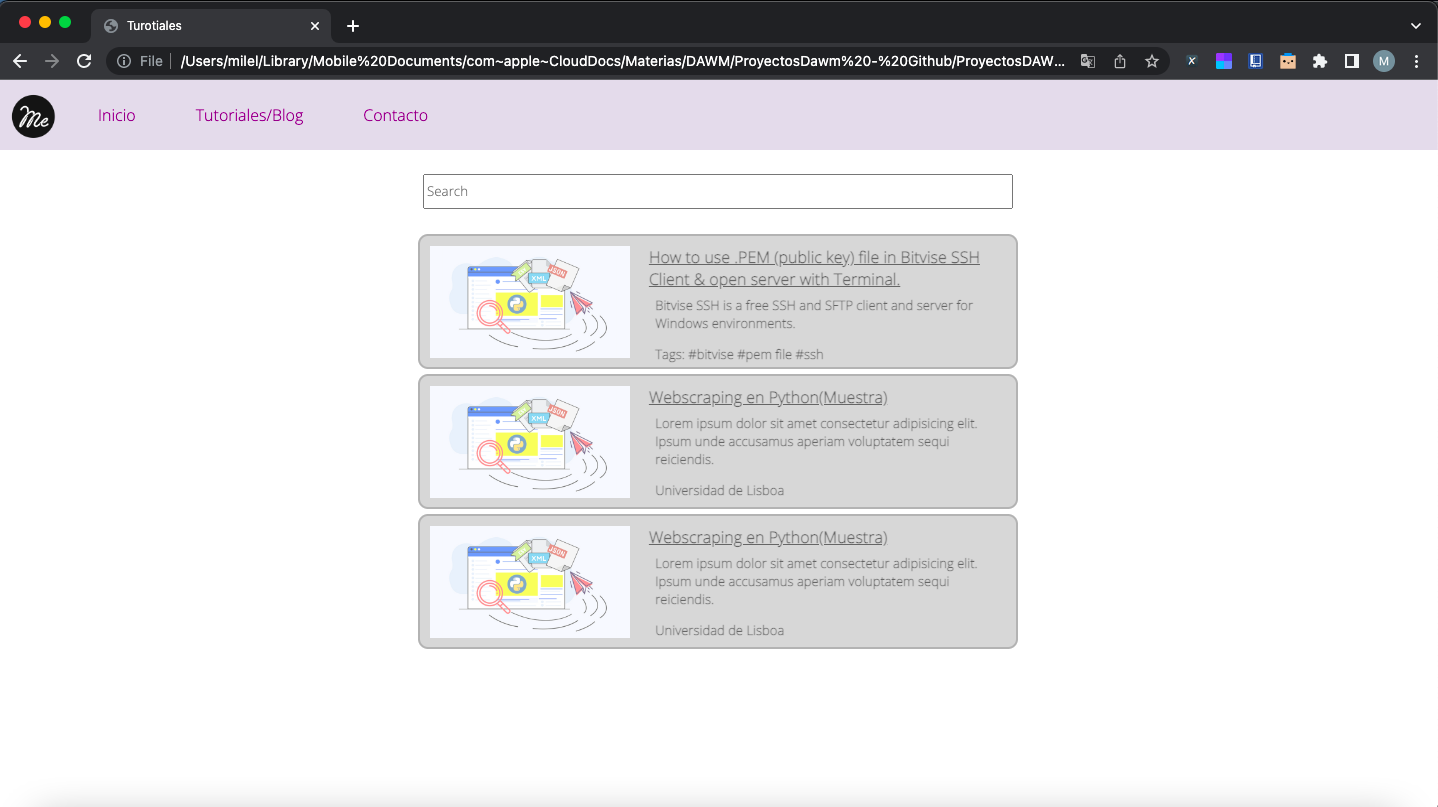 Turotiales
File
/Users/milel/Library/Mobile%20Documents/com~apple~CloudDocs/Materias/DAWM/ProyectosDawm%20-%20Github/ProyectosDAW...
M
Me
Inicio
Tutoriales/Blog
Contacto
Search
XML
JSON
How to use .PEM (public key) file in Bitvise SSH
Client & open server with Terminal.
Bitvise SSH is a free SSH and SFTP client and server for
Windows environments.
Tags: #bitvise #pem file #ssh
XML
JSON
Webscraping en Python(Muestra)
Lorem ipsum dolor sit amet consectetur adipisicing elit.
Ipsum unde accusamus aperiam voluptatem sequi
reiciendis.
Universidad de Lisboa
XML
JSON
Webscraping en Python(Muestra)
Lorem ipsum dolor sit amet consectetur adipisicing elit.
Ipsum unde accusamus aperiam voluptatem sequi
reiciendis.
Universidad de Lisboa